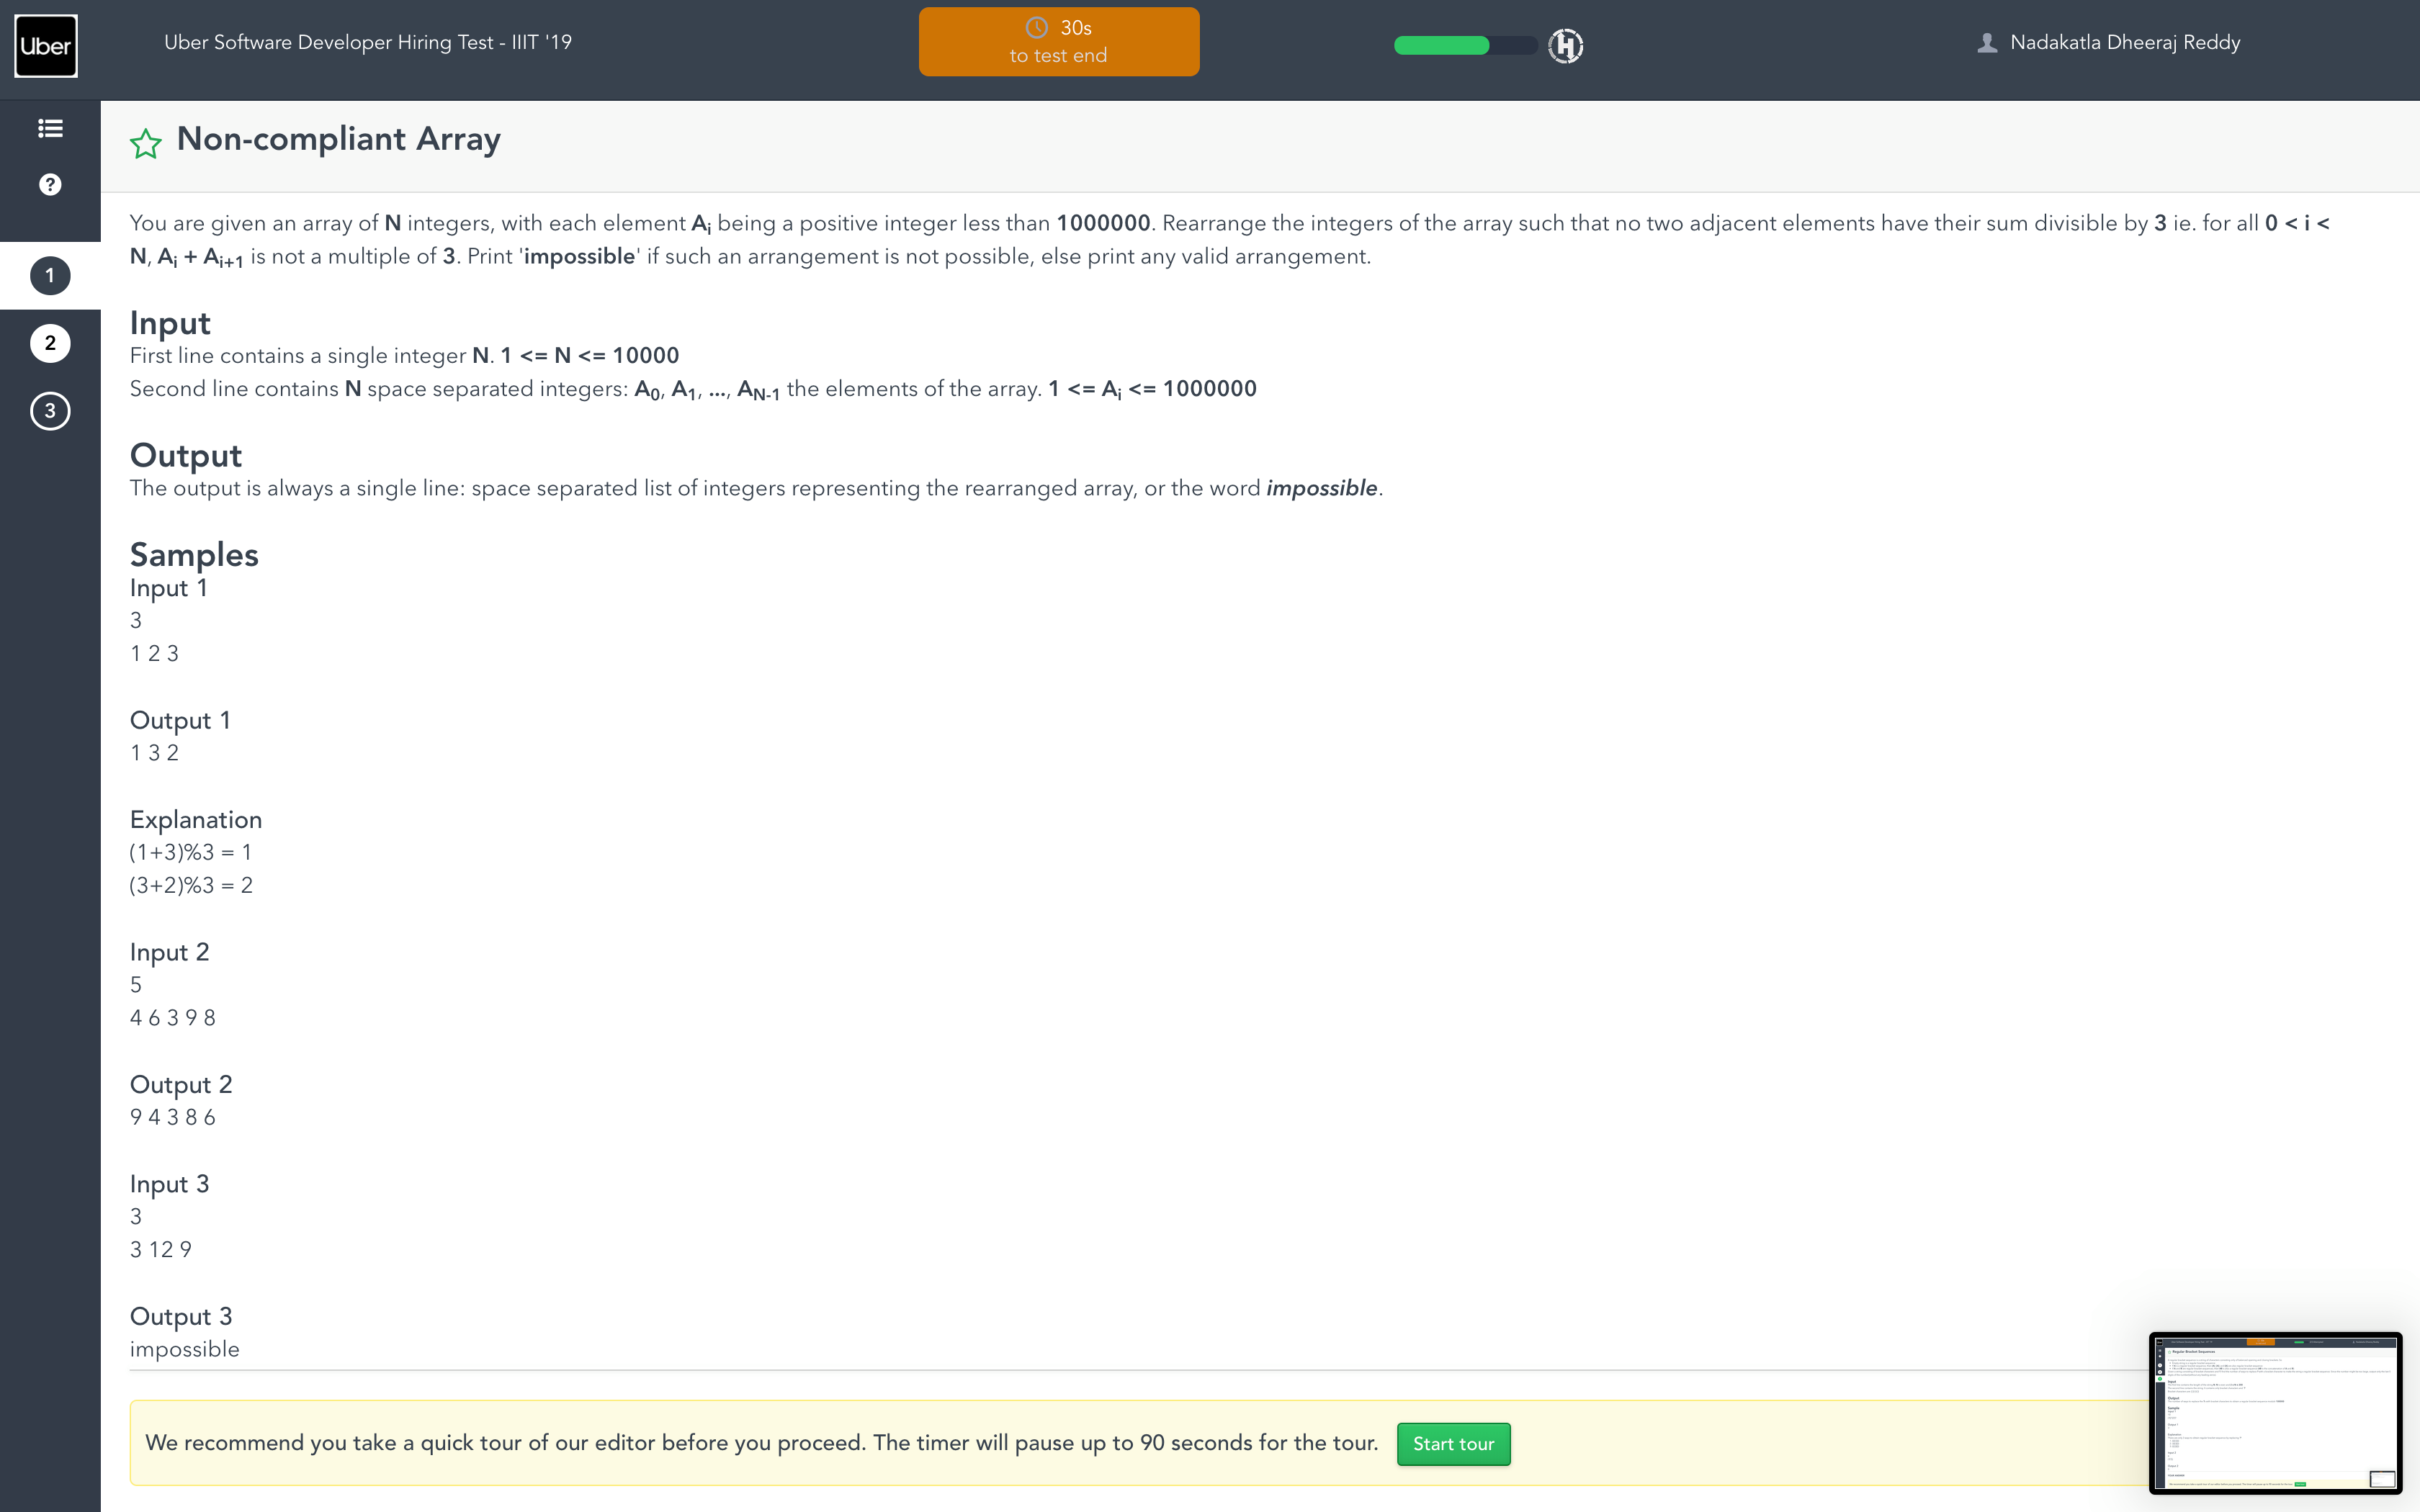 Uber
Uber Software Developer Hiring Test - IIIT '19
30s
to test end
H
Nadakatla Dheeraj Reddy
?
1
2
3
Non-compliant Array
You are given an array of N integers, with each element Ai being a positive integer less than 1000000. Rearrange the integers of the array such that no two adjacent elements have their sum divisible by 3 ie. for all 0 < i <
N, Ai + Ai+1 is not a multiple of 3. Print 'impossible' if such an arrangement is not possible, else print any valid arrangement.
Input
First line contains a single integer N. 1 <= N <= 10000
Second line contains N space separated integers: A0, A1, ..., AN-1 the elements of the array. 1 <= Ai <= 1000000
Output
The output is always a single line: space separated list of integers representing the rearranged array, or the word impossible.
Samples
Input 1
3
1 2 3
Output 1
1 3 2
Explanation
(1+3)%3 = 1
(3+2)%3 = 2
Input 2
5
4 6 3 9 8
Output 2
9 4 3 8 6
Input 3
3
3 12 9
Output 3
impossible
We recommend you take a quick tour of our editor before you proceed. The timer will pause up to 90 seconds for the tour.
Start tour
Regular Bracket Sequences